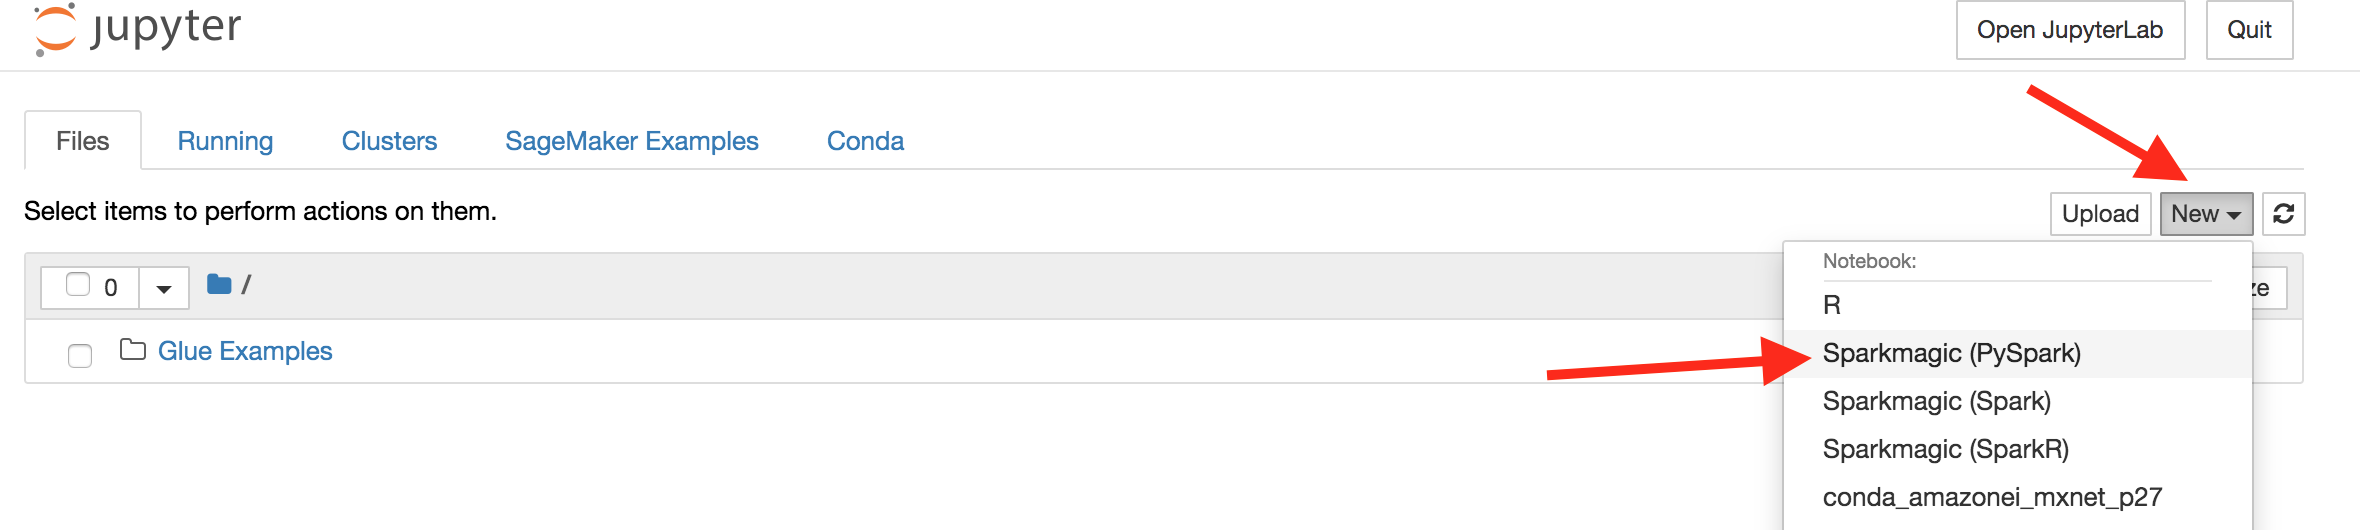 jupyter
Open JupyterLab
Quit
Files
Running
Clusters
SageMaker Examples
Conda
Select items to perform actions on them.
Upload
New
0
/
Notebook:
R
Sparkmagic (PySpark)
Sparkmagic (Spark)
Sparkmagic (SparkR)
conda_amazonei_mxnet_p27
ze
Glue Examples